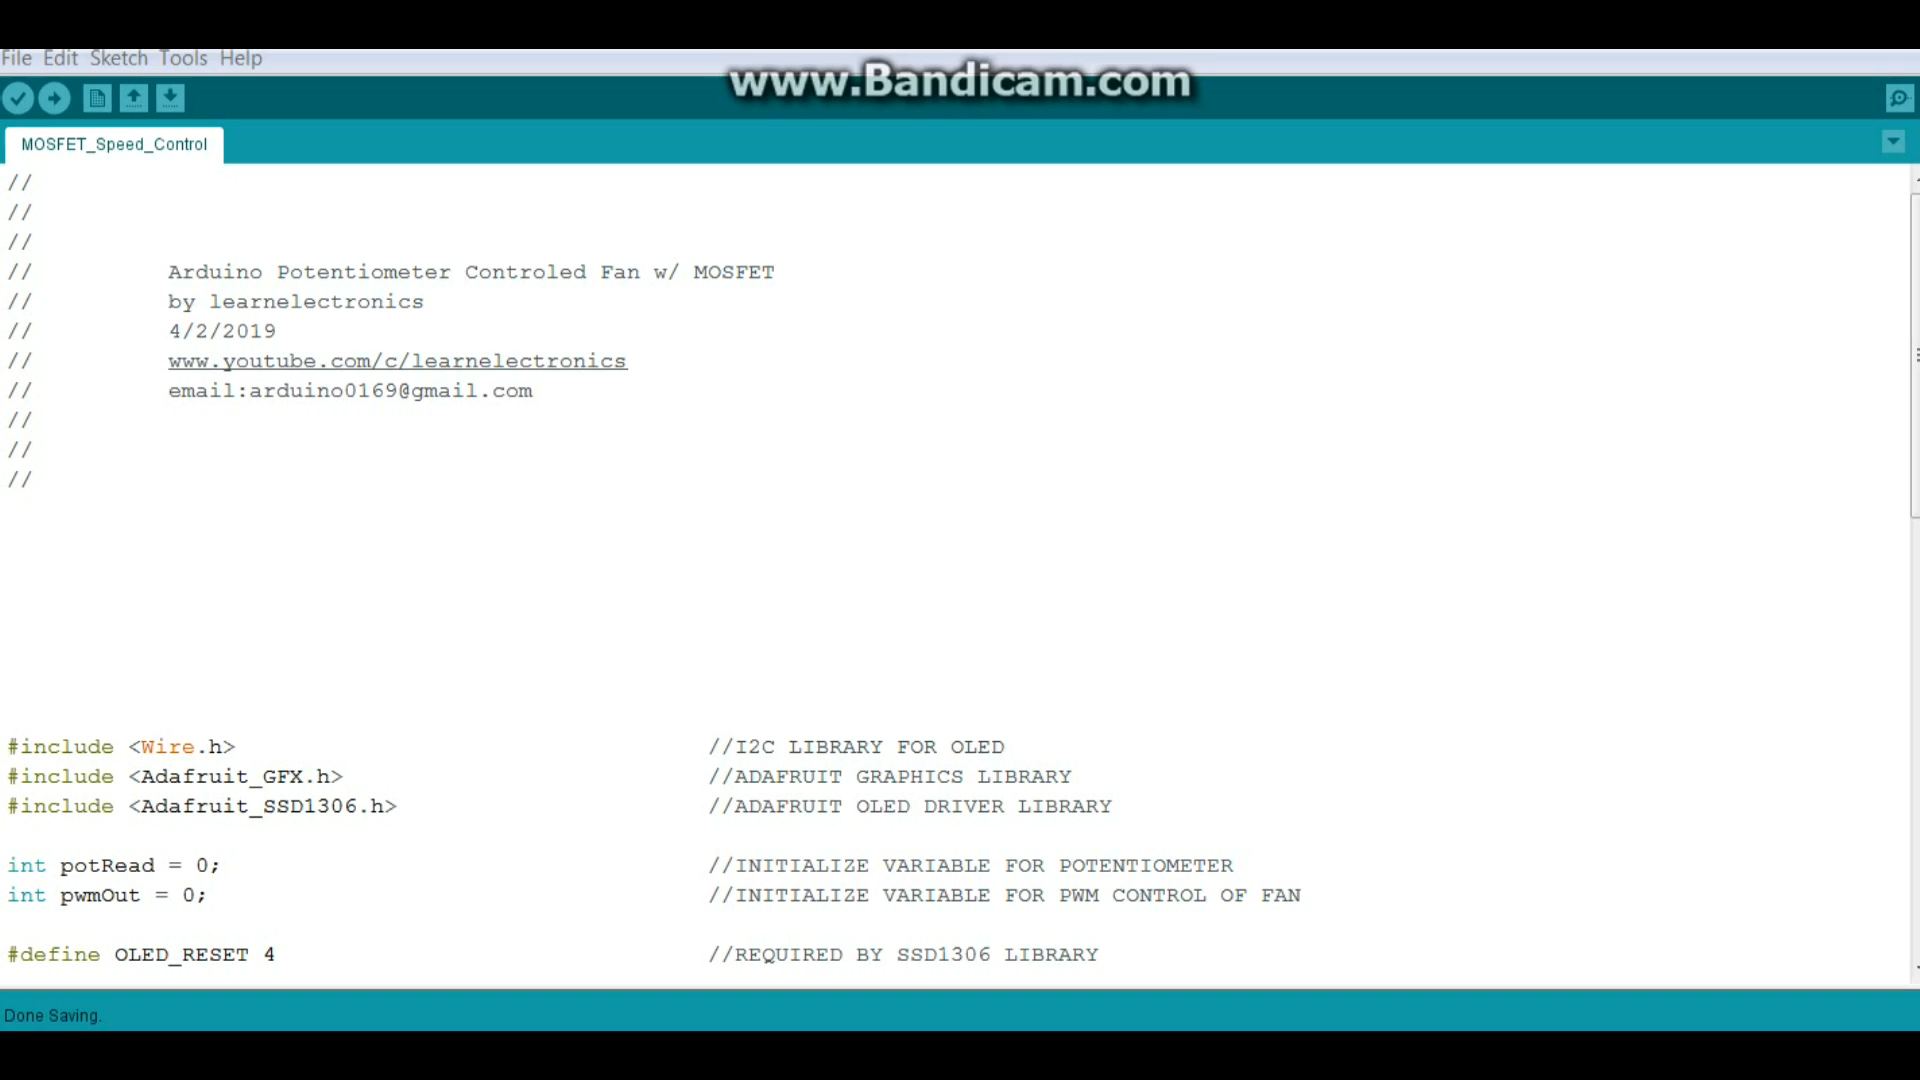 File Edit Sketch Tools Help
www.Bandicam.com
MOSFET_Speed_Control
//
//
//
// Arduino Potentiometer Controled Fan w/ MOSFET
// by learnelectronics
// 4/2/2019
// www.youtube.com/c/learnelectronics
// email:arduino0169@gmail.com
//
//
//
#include <Wire.h> //I2C LIBRARY FOR OLED
#include <Adafruit_GFX.h> //ADAFRUIT GRAPHICS LIBRARY
#include <Adafruit_SSD1306.h> //ADAFRUIT OLED DRIVER LIBRARY
int potRead = 0; //INITIALIZE VARIABLE FOR POTENTIOMETER
int pwmOut = 0; //INITIALIZE VARIABLE FOR PWM CONTROL OF FAN
#define OLED_RESET 4 //REQUIRED BY SSD1306 LIBRARY
Done Saving.